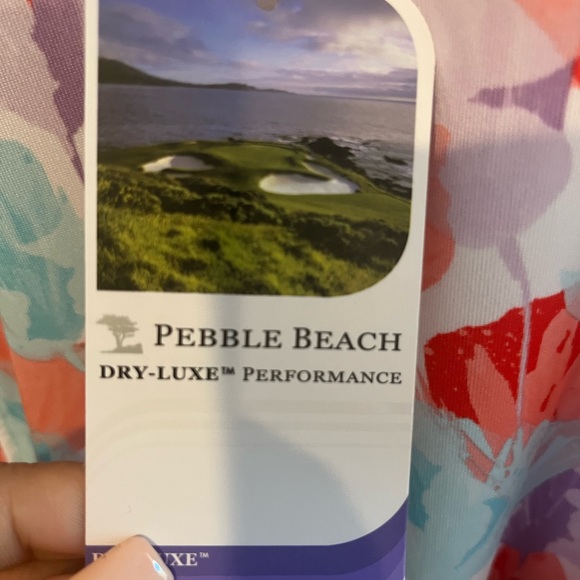 PEBBLE BEACH
DRY-LUXE™ PERFORMANCE